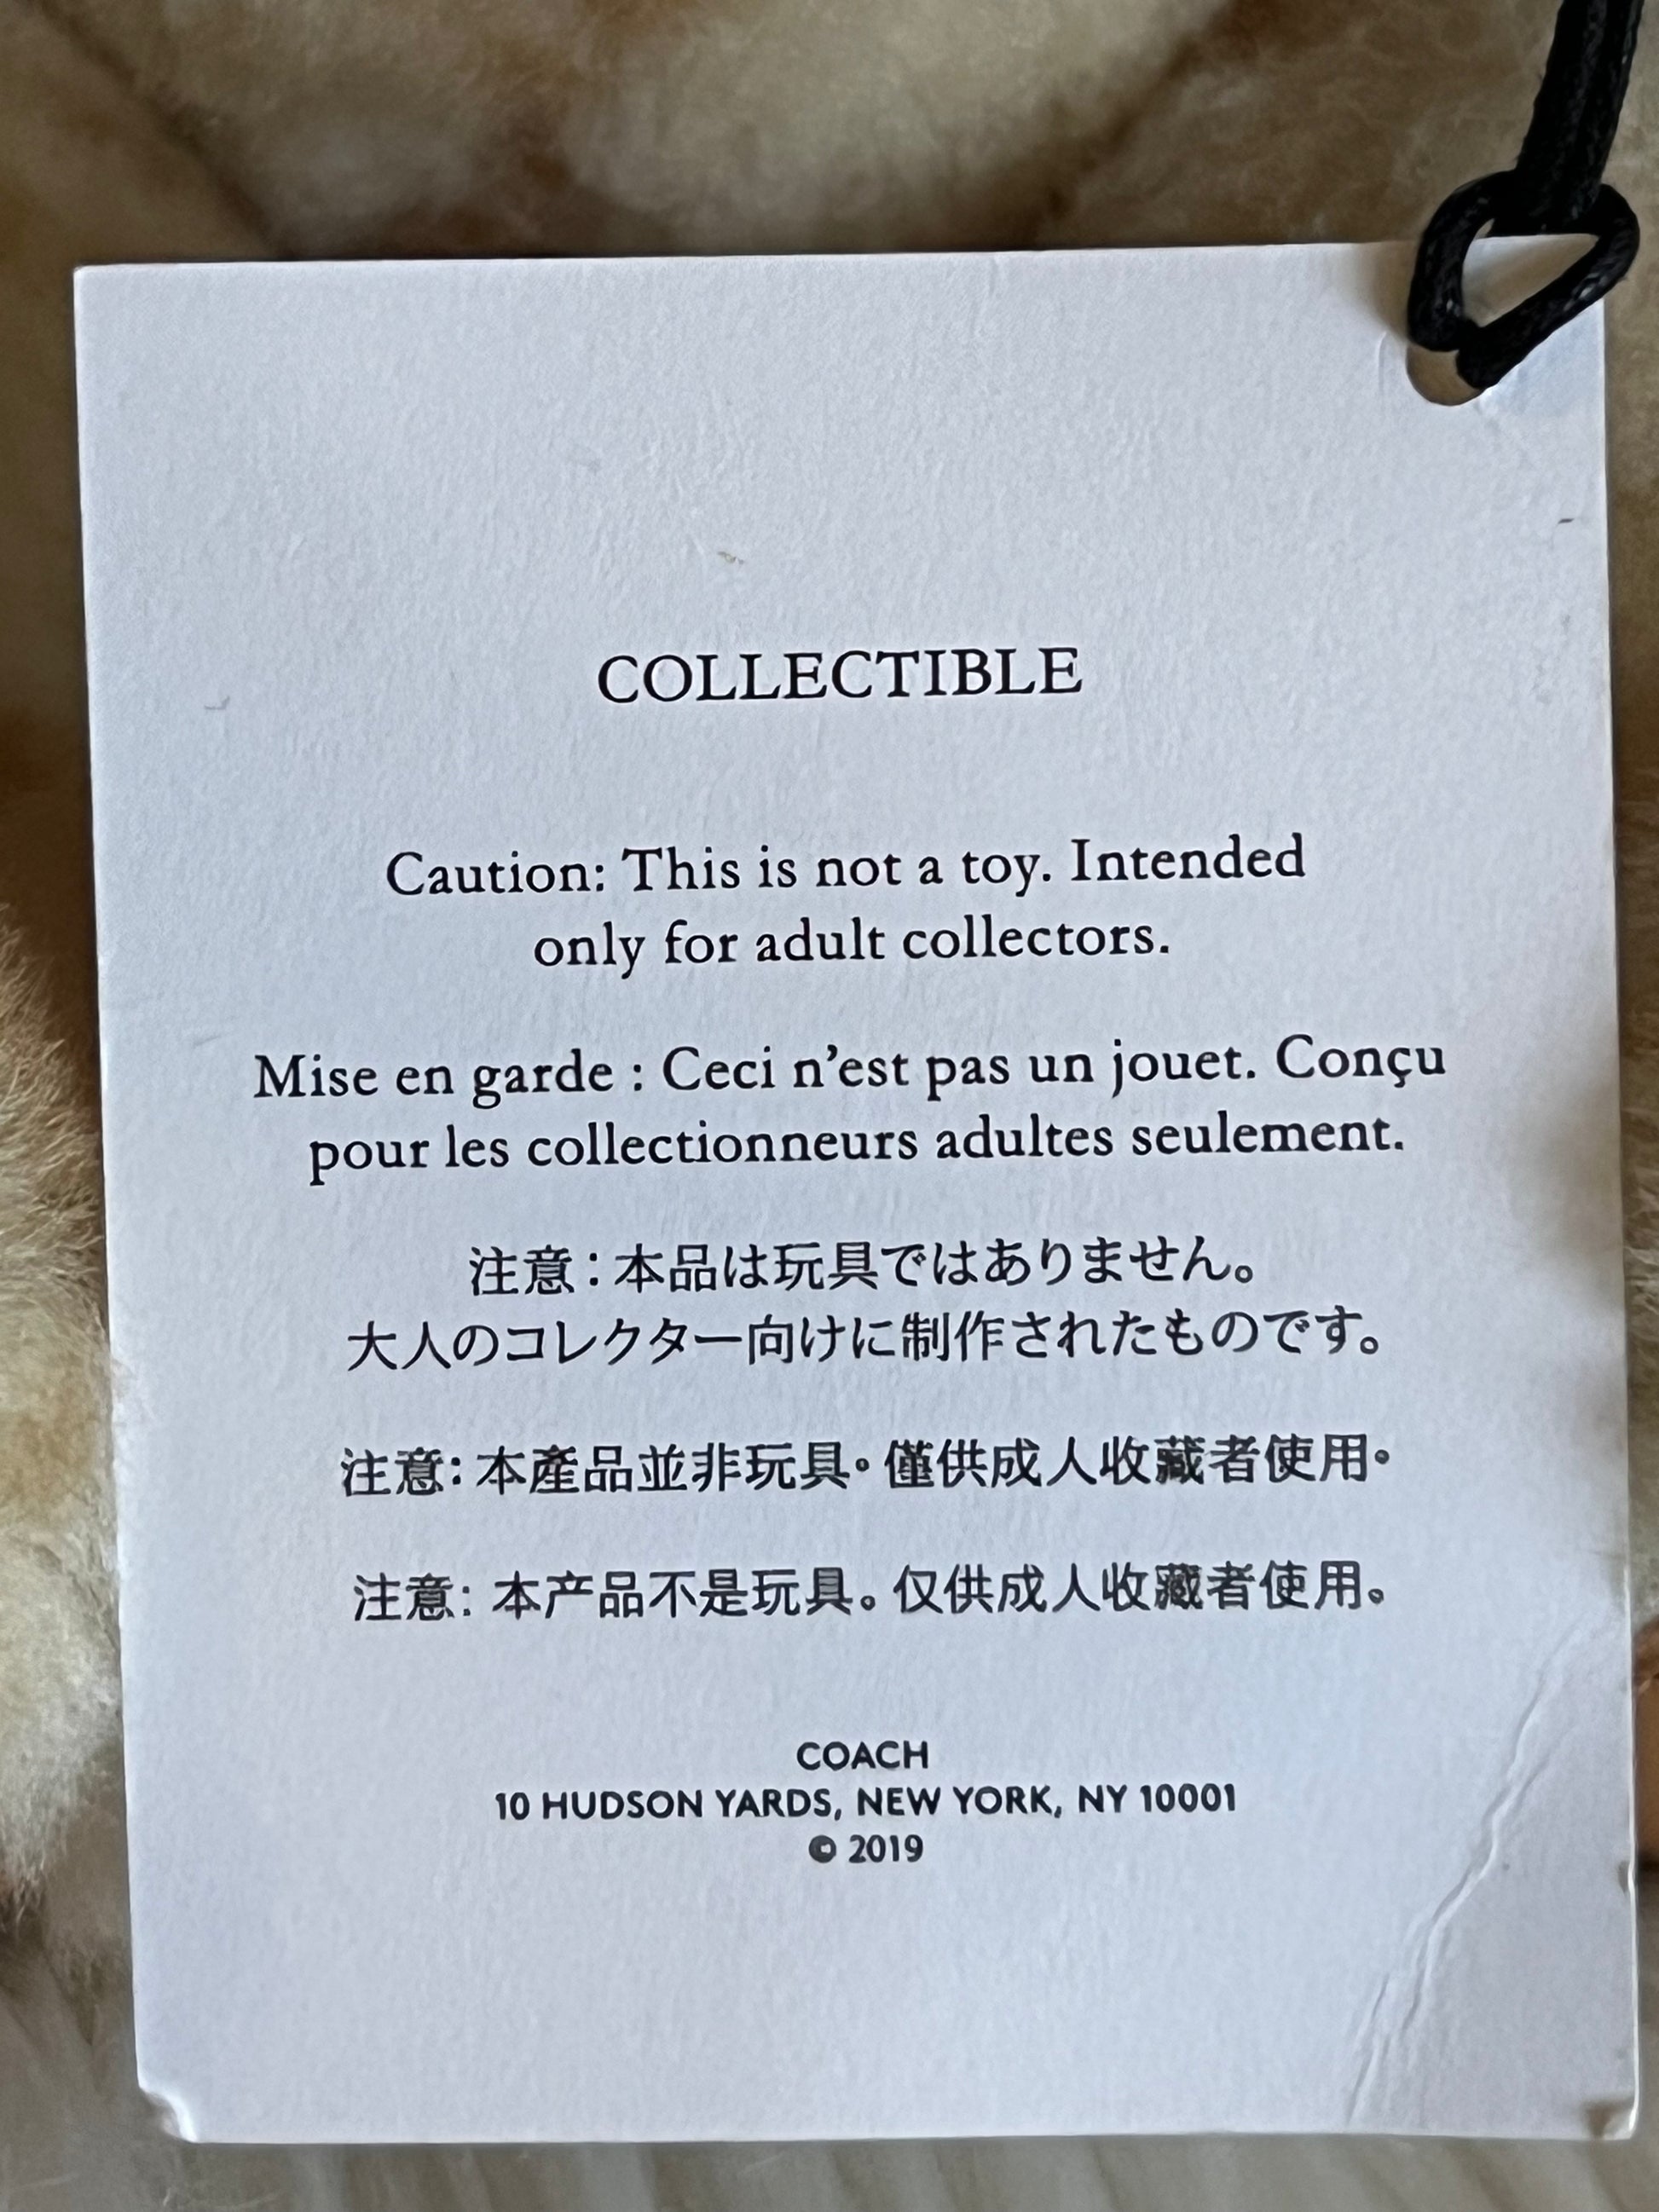 COLLECTIBLE
Caution: This is not a toy. Intended
only for adult collectors.
Mise en garde : Ceci n’est pas un jouet. Conçu
pour les collectionneurs adultes seulement.
注意：本品は玩具ではありません。
大人のコレクター向けに制作されたものです。
注意：本產品並非玩具。僅供成人收藏者使用。
注意：本产品不是玩具。仅供成人收藏者使用。
COACH
10 HUDSON YARDS, NEW YORK, NY 10001
© 2019